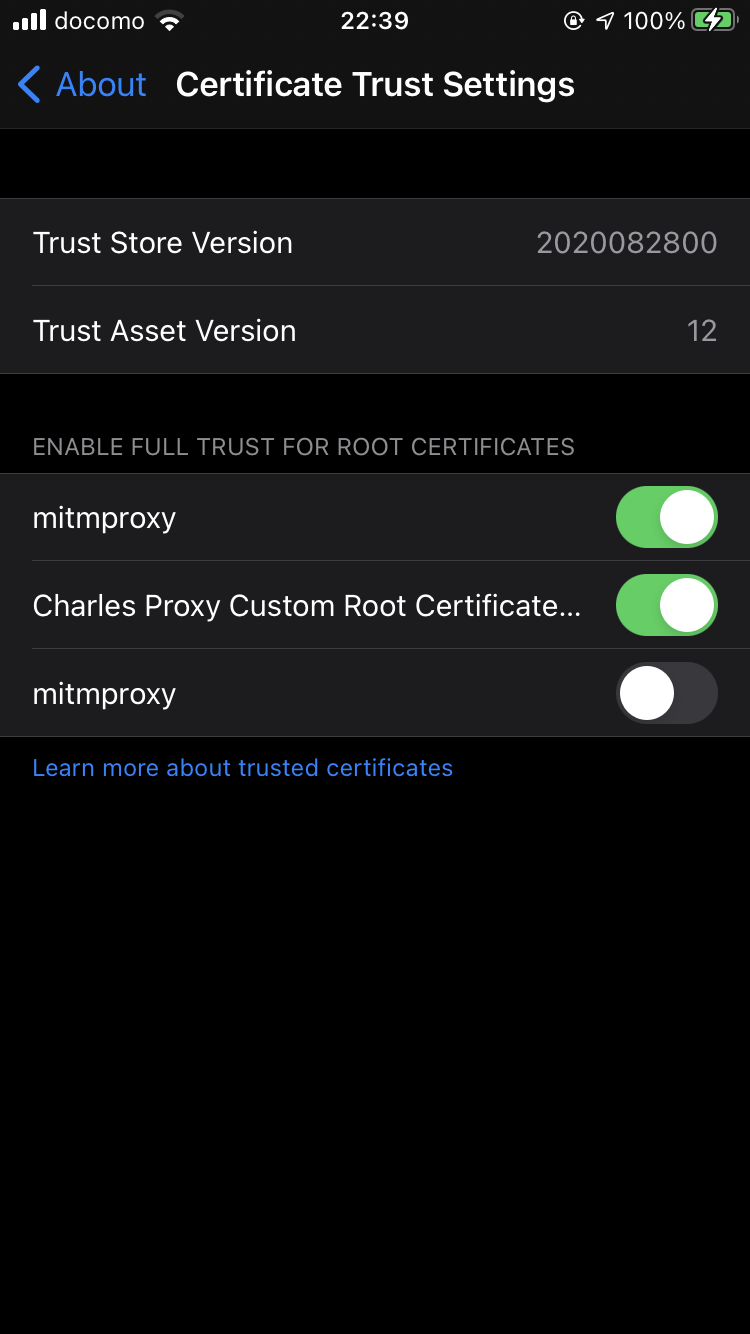 docomo 22:39 100%
About Certificate Trust Settings
Trust Store Version 2020082800
Trust Asset Version 12
ENABLE FULL TRUST FOR ROOT CERTIFICATES
mitmproxy
Charles Proxy Custom Root Certificate...
mitmproxy
Learn more about trusted certificates